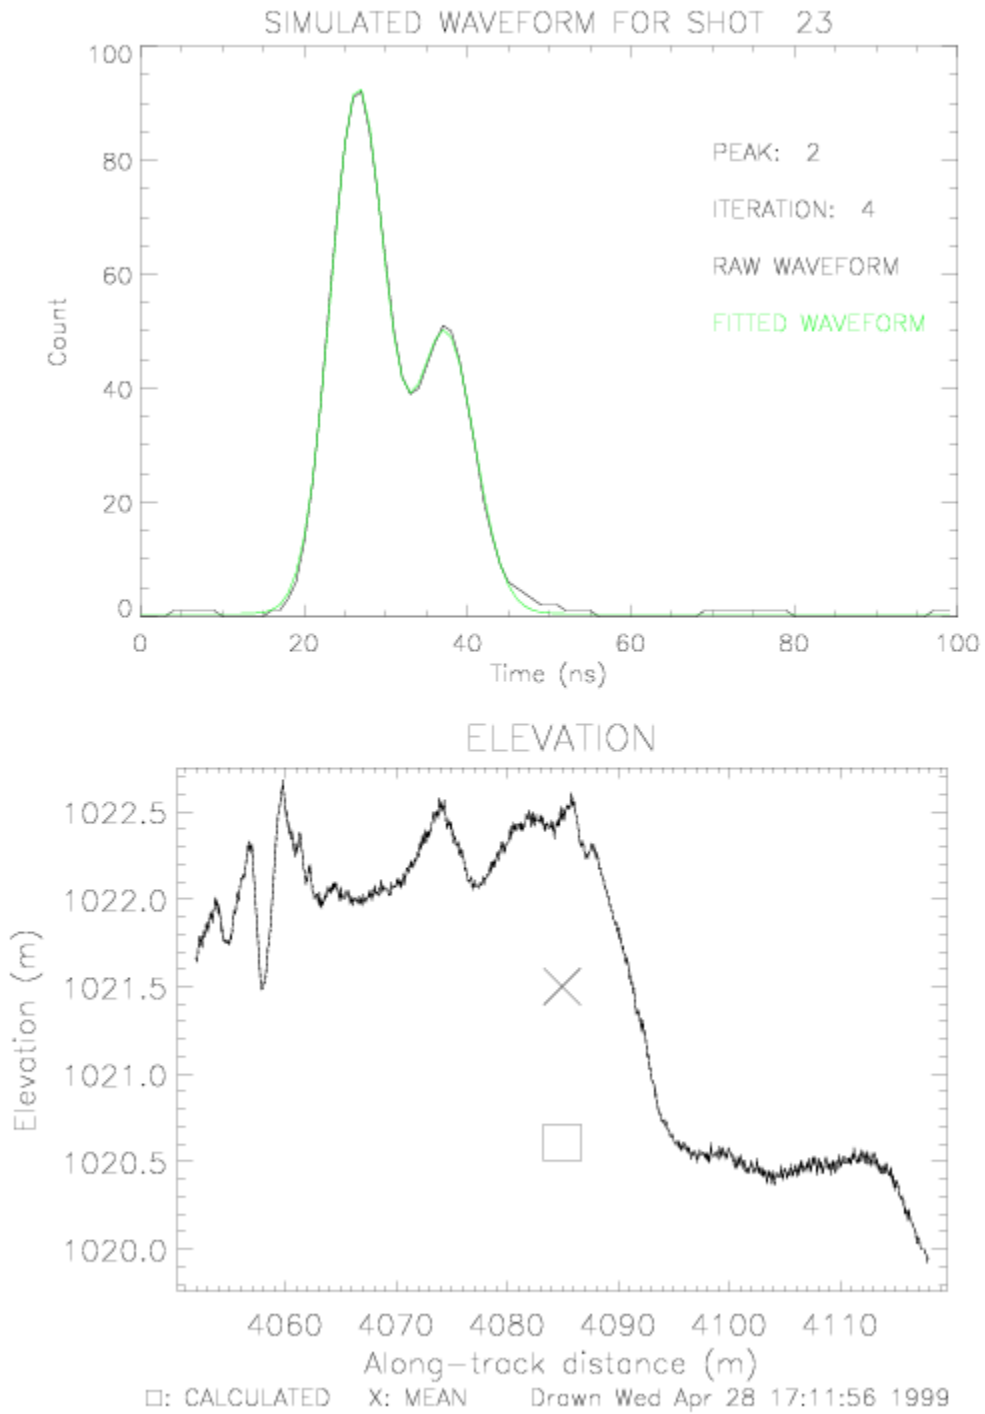 SIMULATED WAVEFORM FOR SHOT 23
100
80
60
40
20
0
Count
PEAK: 2
ITERATION: 4
RAW WAVEFORM
FITTED WAVEFORM
0 20 40 60 80 100
Time (ns)
ELEVATION
1022.5
1022.0
1021.5
1021.0
1020.5
1020.0
Elevation (m)
4060 4070 4080 4090 4100 4110
Along-track distance (m)
□: CALCULATED X: MEAN Drawn Wed Apr 28 17:11:56 1999